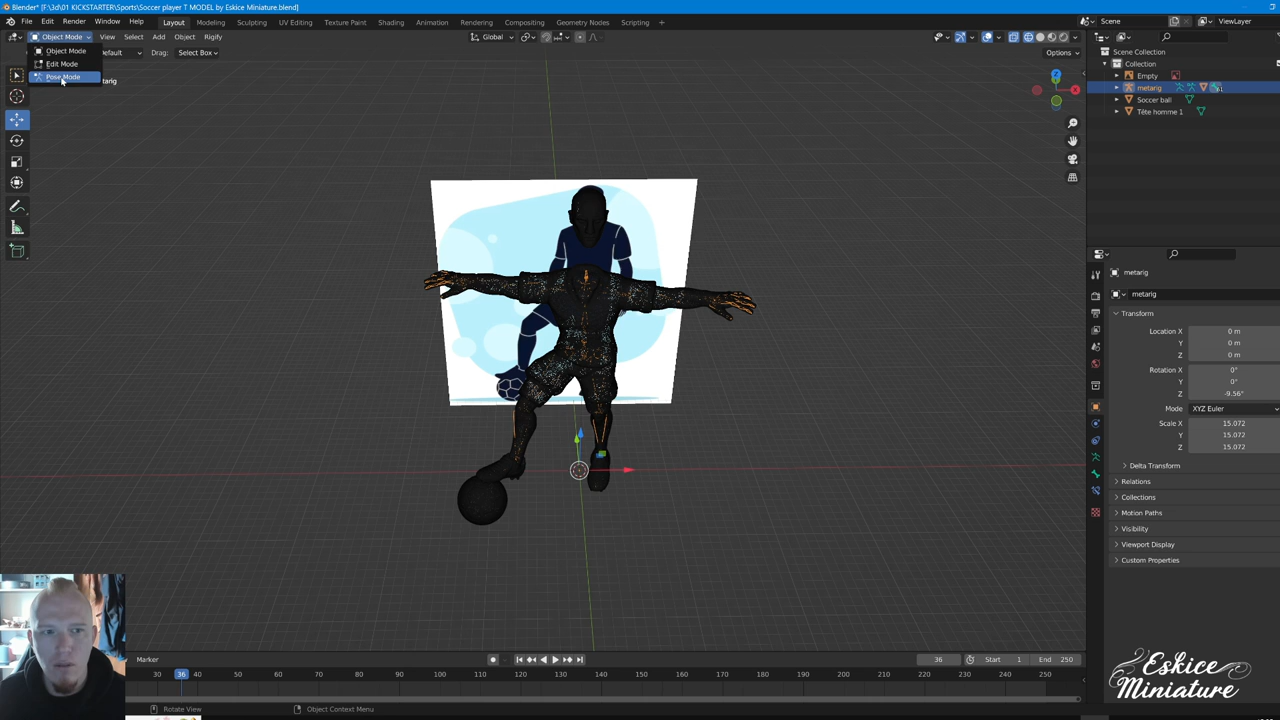 Blender* [F:\3d\01 KICKSTARTER\Sports\Soccer player T MODEL by Eskice Miniature.blend]
File Edit Render Window Help Layout Modeling Sculpting UV Editing Texture Paint Shading Animation Rendering Compositing Geometry Nodes Scripting + Scene ViewLayer
Object Mode View Select Add Object Rigify Global
Object Mode
Edit Mode
Pose Mode
Default Drag: Select Box Options
tarig
Z
X
Scene Collection
Collection
Empty
metarig
Soccer ball
Tête homme 1
metarig
metarig
Transform
Location X 0 m
Y 0 m
Z 0 m
Rotation X 0°
Y 0°
Z -9.56°
Mode XYZ Euler
Scale X 15.072
Y 15.072
Z 15.072
Delta Transform
Relations
Collections
Motion Paths
Visibility
Viewport Display
Custom Properties
Marker 36 Start 1 End 250
30 36 40 50 60 70 80 90 100 110 120 130 140 150 160 170 180 190 200 210 220 230 240 250
Rotate View Object Context Menu
Eskice
Miniature